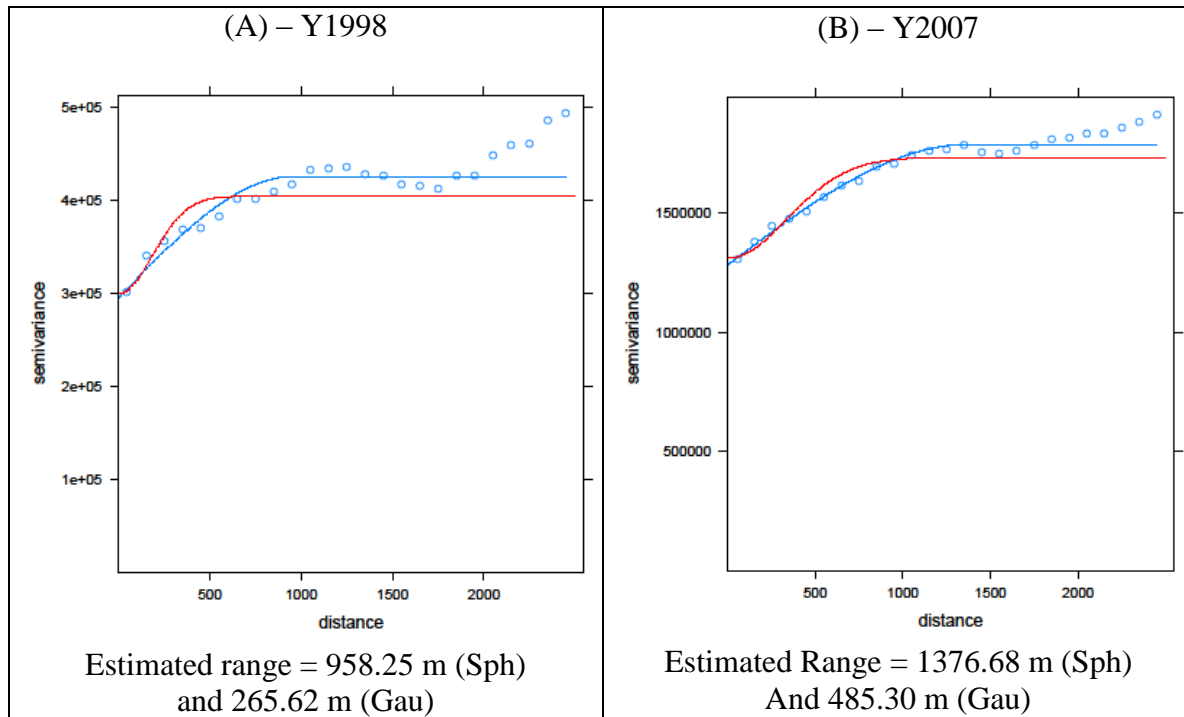 (A) – Y1998
5e+05
4e+05
3e+05
2e+05
1e+05
semivariance
500
1000
1500
2000
distance
Estimated range = 958.25 m (Sph)
and 265.62 m (Gau)
(B) – Y2007
1500000
1000000
500000
semivariance
500
1000
1500
2000
distance
Estimated Range = 1376.68 m (Sph)
And 485.30 m (Gau)